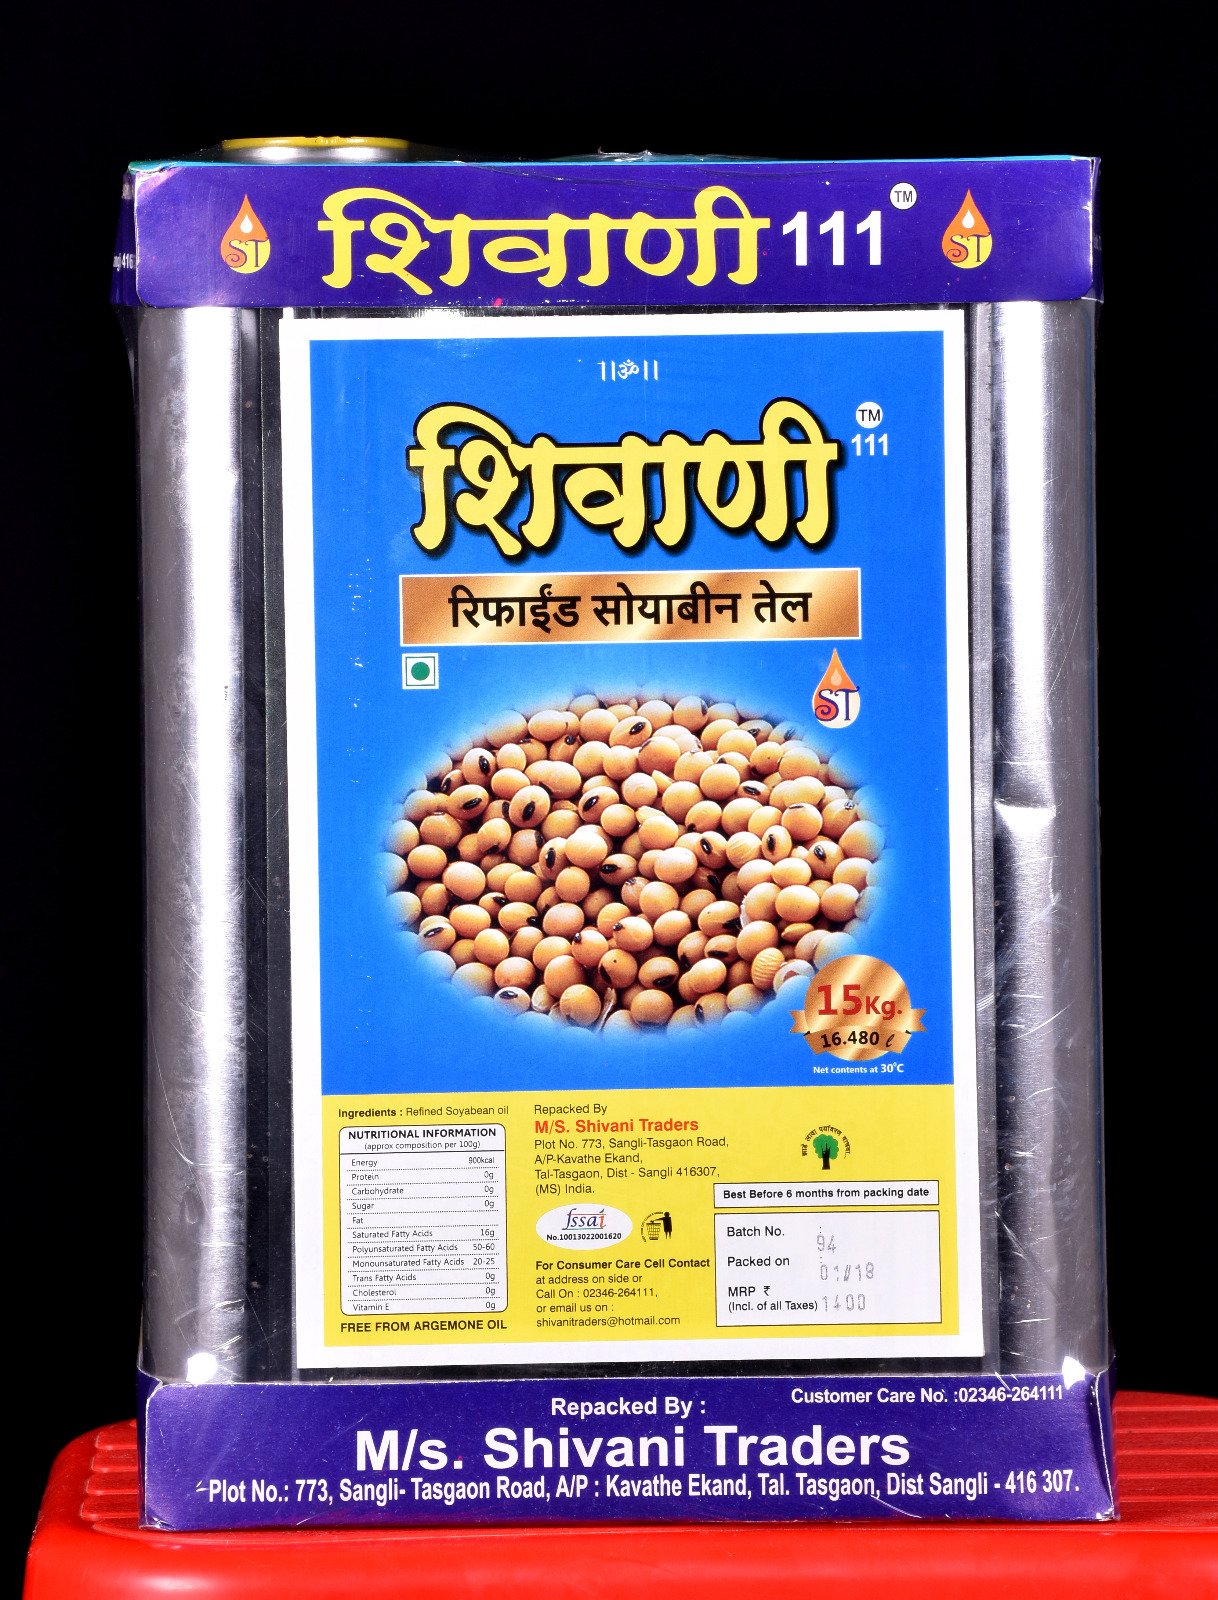 ST शिवाणी 111 TM ST
||ॐ||
शिवाणी TM
111
रिफाईंड सोयाबीन तेल
ST
15Kg.
16.480 ℓ
Net contents at 30°C
Ingredients : Refined Soyabean oil
NUTRITIONAL INFORMATION
(approx composition per 100g)
Energy 900kcal
Protein 0g
Carbohydrate 0g
Sugar 0g
Fat
Saturated Fatty Acids 16g
Polyunsaturated Fatty Acids 50-60
Monounsaturated Fatty Acids 20-25
Trans Fatty Acids 0g
Cholesterol 0g
Vitamin E 0g
FREE FROM ARGEMONE OIL
Repacked By
M/S. Shivani Traders
Plot No. 773, Sangli-Tasgaon Road,
A/P-Kavathe Ekand,
Tal-Tasgaon, Dist - Sangli 416307,
(MS) India.
fssai
No.10013022001620
For Consumer Care Cell Contact
at address on side or
Call On : 02346-264111,
or email us on :
shivanitraders@hotmail.com
झाडे लावा पर्यावरण वाचवा
Best Before 6 months from packing date
Batch No. : 94
Packed on : 01/18
MRP ₹
(Incl. of all Taxes) 1400
Customer Care No. :02346-264111
Repacked By :
M/s. Shivani Traders
Plot No.: 773, Sangli- Tasgaon Road, A/P : Kavathe Ekand, Tal. Tasgaon, Dist Sangli - 416 307.